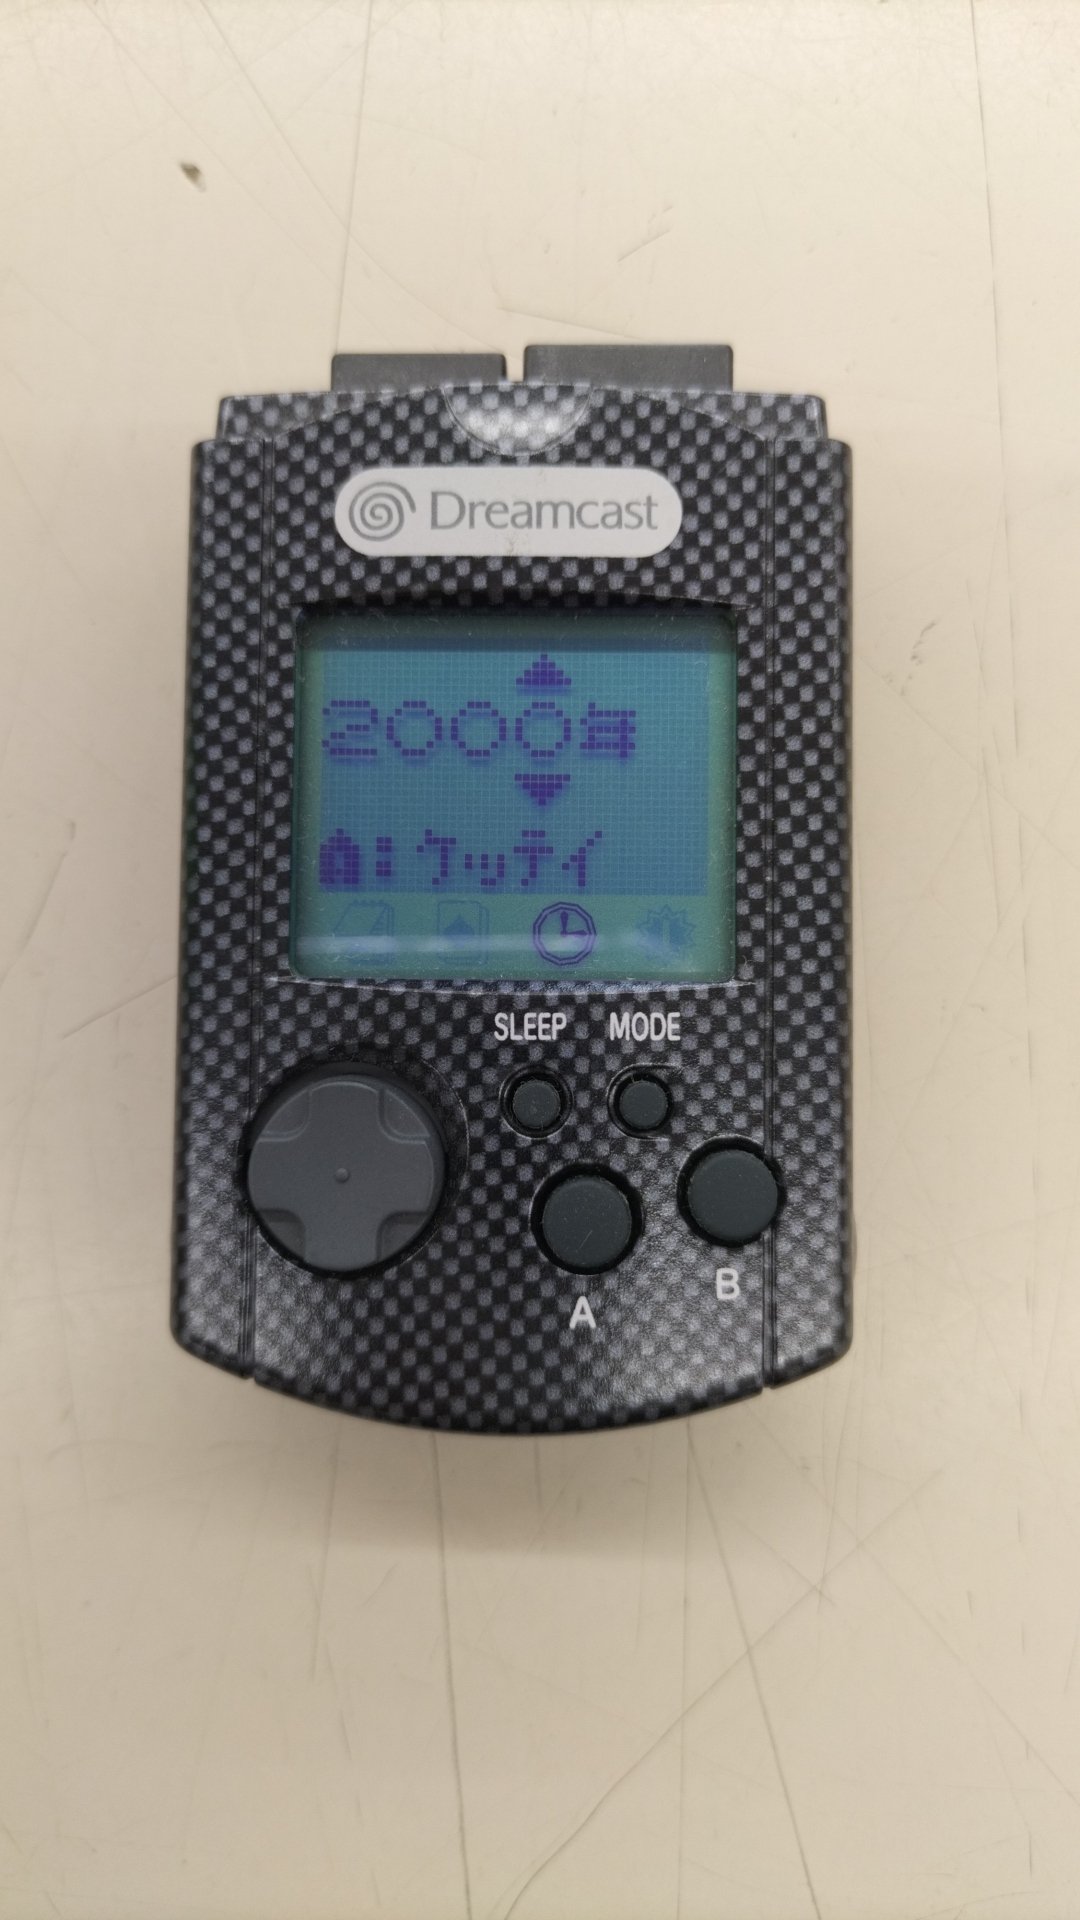 Dreamcast
2000年
A:ケッテイ
SLEEP MODE
A
B